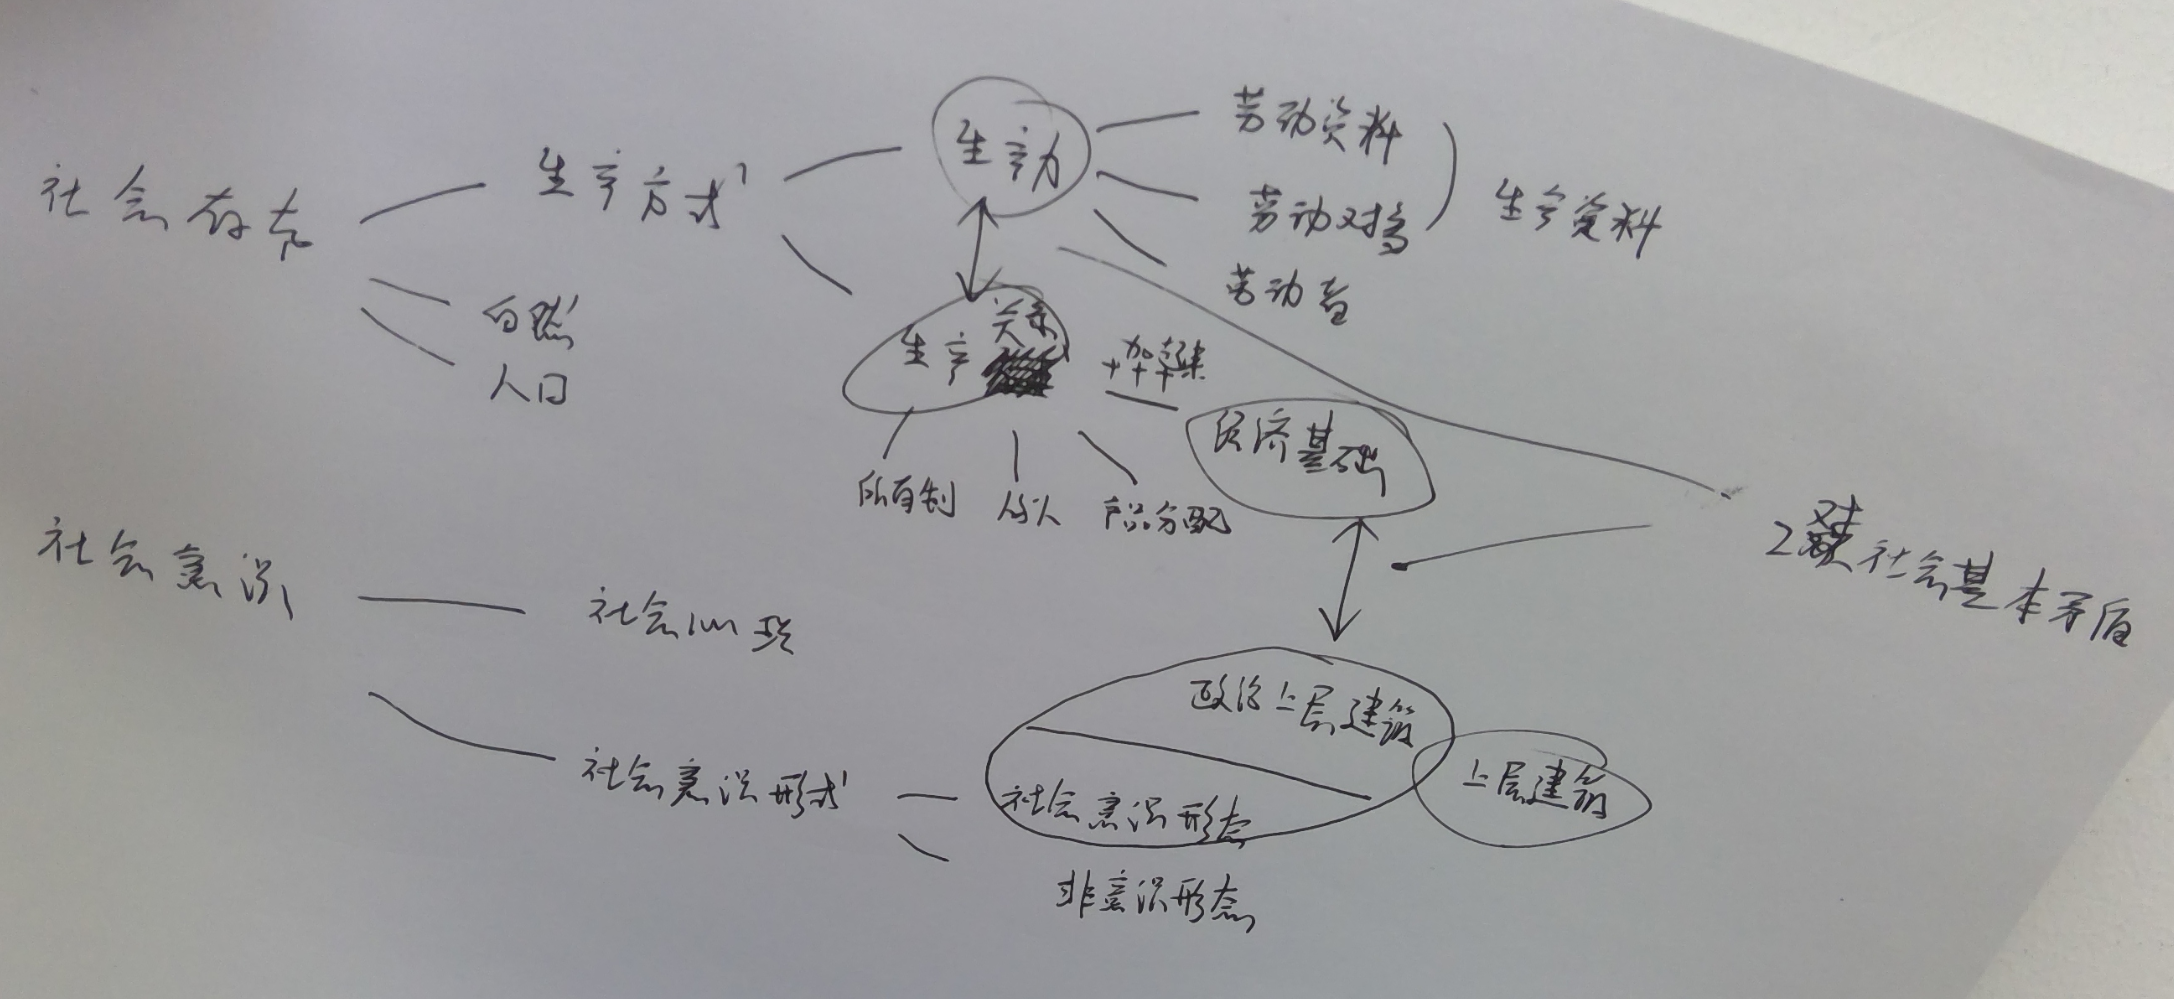 社会存在
生产方式
自然
人口
生产力
劳动资料
劳动对象
劳动者
生产资料
生产关系
所有制
人与人
产品分配
经济基础
2对社会基本矛盾
社会意识
社会心理
社会意识形式
政治上层建筑
社会意识形态
上层建筑
非意识形态